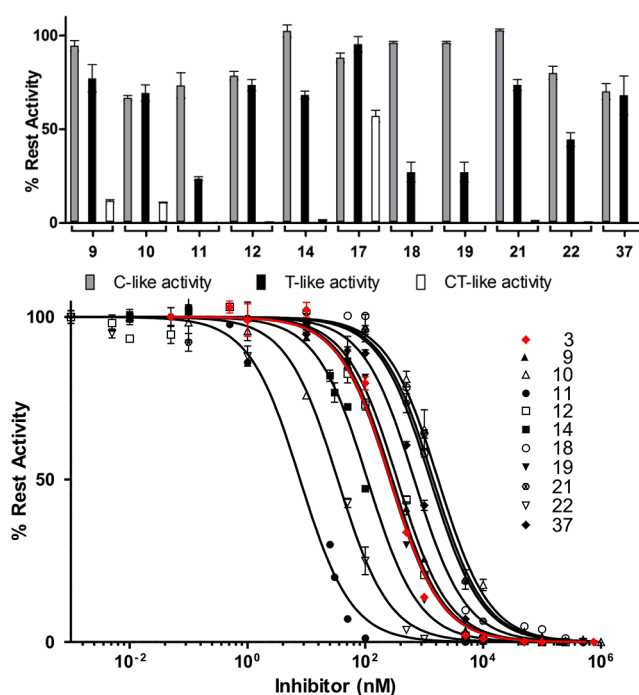 100
50
0
% Rest Activity
9 10 11 12 14 17 18 19 21 22 37
C-like activity T-like activity CT-like activity
100
50
0
% Rest Activity
3
9
10
11
12
14
18
19
21
22
37
10⁻² 10⁰ 10² 10⁴ 10⁶
Inhibitor (nM)